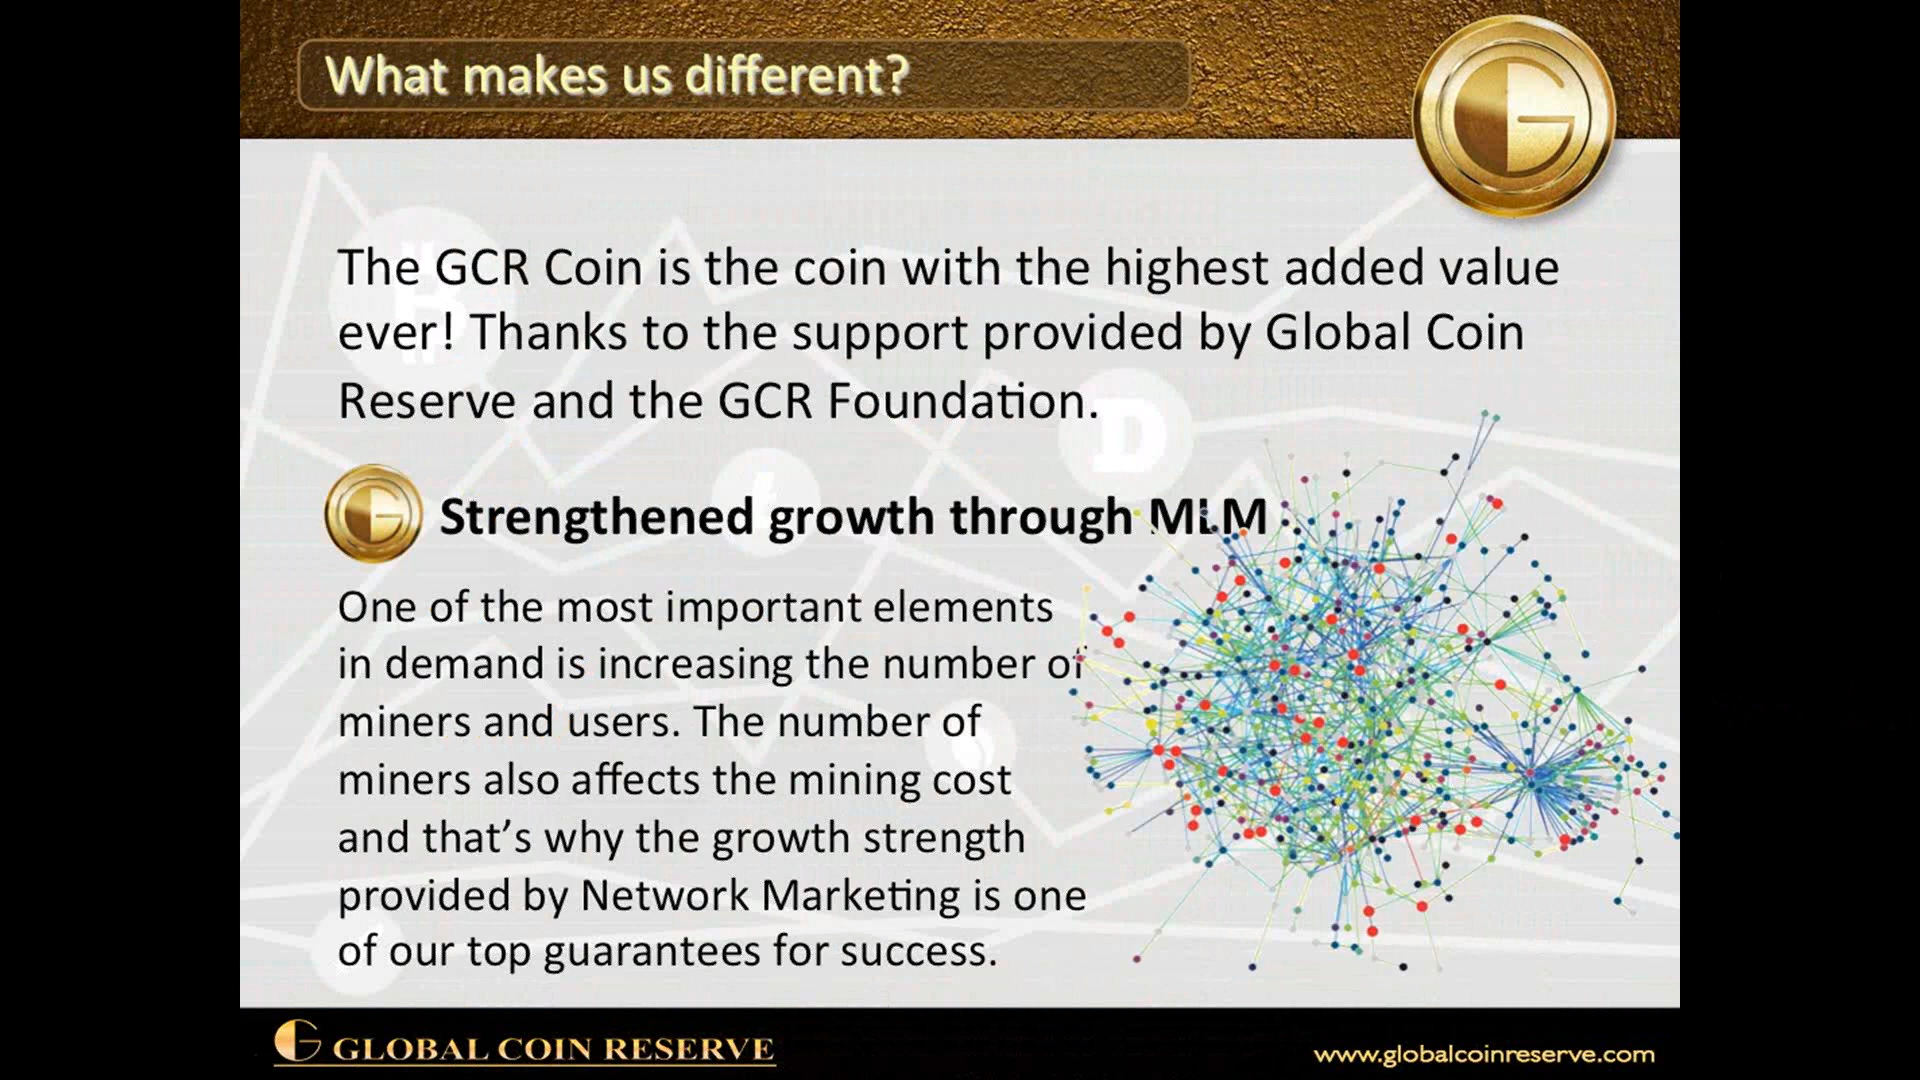 What makes us different?
The GCR Coin is the coin with the highest added value
ever! Thanks to the support provided by Global Coin
Reserve and the GCR Foundation.
Strengthened growth through MLM
One of the most important elements
in demand is increasing the number of
miners and users. The number of
miners also affects the mining cost
and that’s why the growth strength
provided by Network Marketing is one
of our top guarantees for success.
GLOBAL COIN RESERVE
www.globalcoinreserve.com